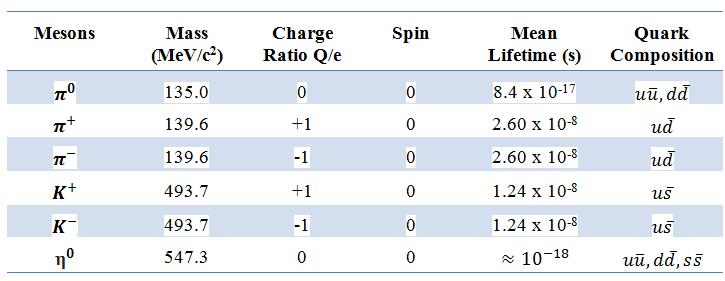 Mesons Mass (MeV/c²) Charge Ratio Q/e Spin Mean Lifetime (s) Quark Composition
π⁰ 135.0 0 0 8.4 x 10⁻¹⁷ uū, dd̄
π⁺ 139.6 +1 0 2.60 x 10⁻⁸ ud̄
π⁻ 139.6 -1 0 2.60 x 10⁻⁸ ud̄
K⁺ 493.7 +1 0 1.24 x 10⁻⁸ us̄
K⁻ 493.7 -1 0 1.24 x 10⁻⁸ us̄
η⁰ 547.3 0 0 ≈ 10⁻¹⁸ uū, dd̄, ss̄